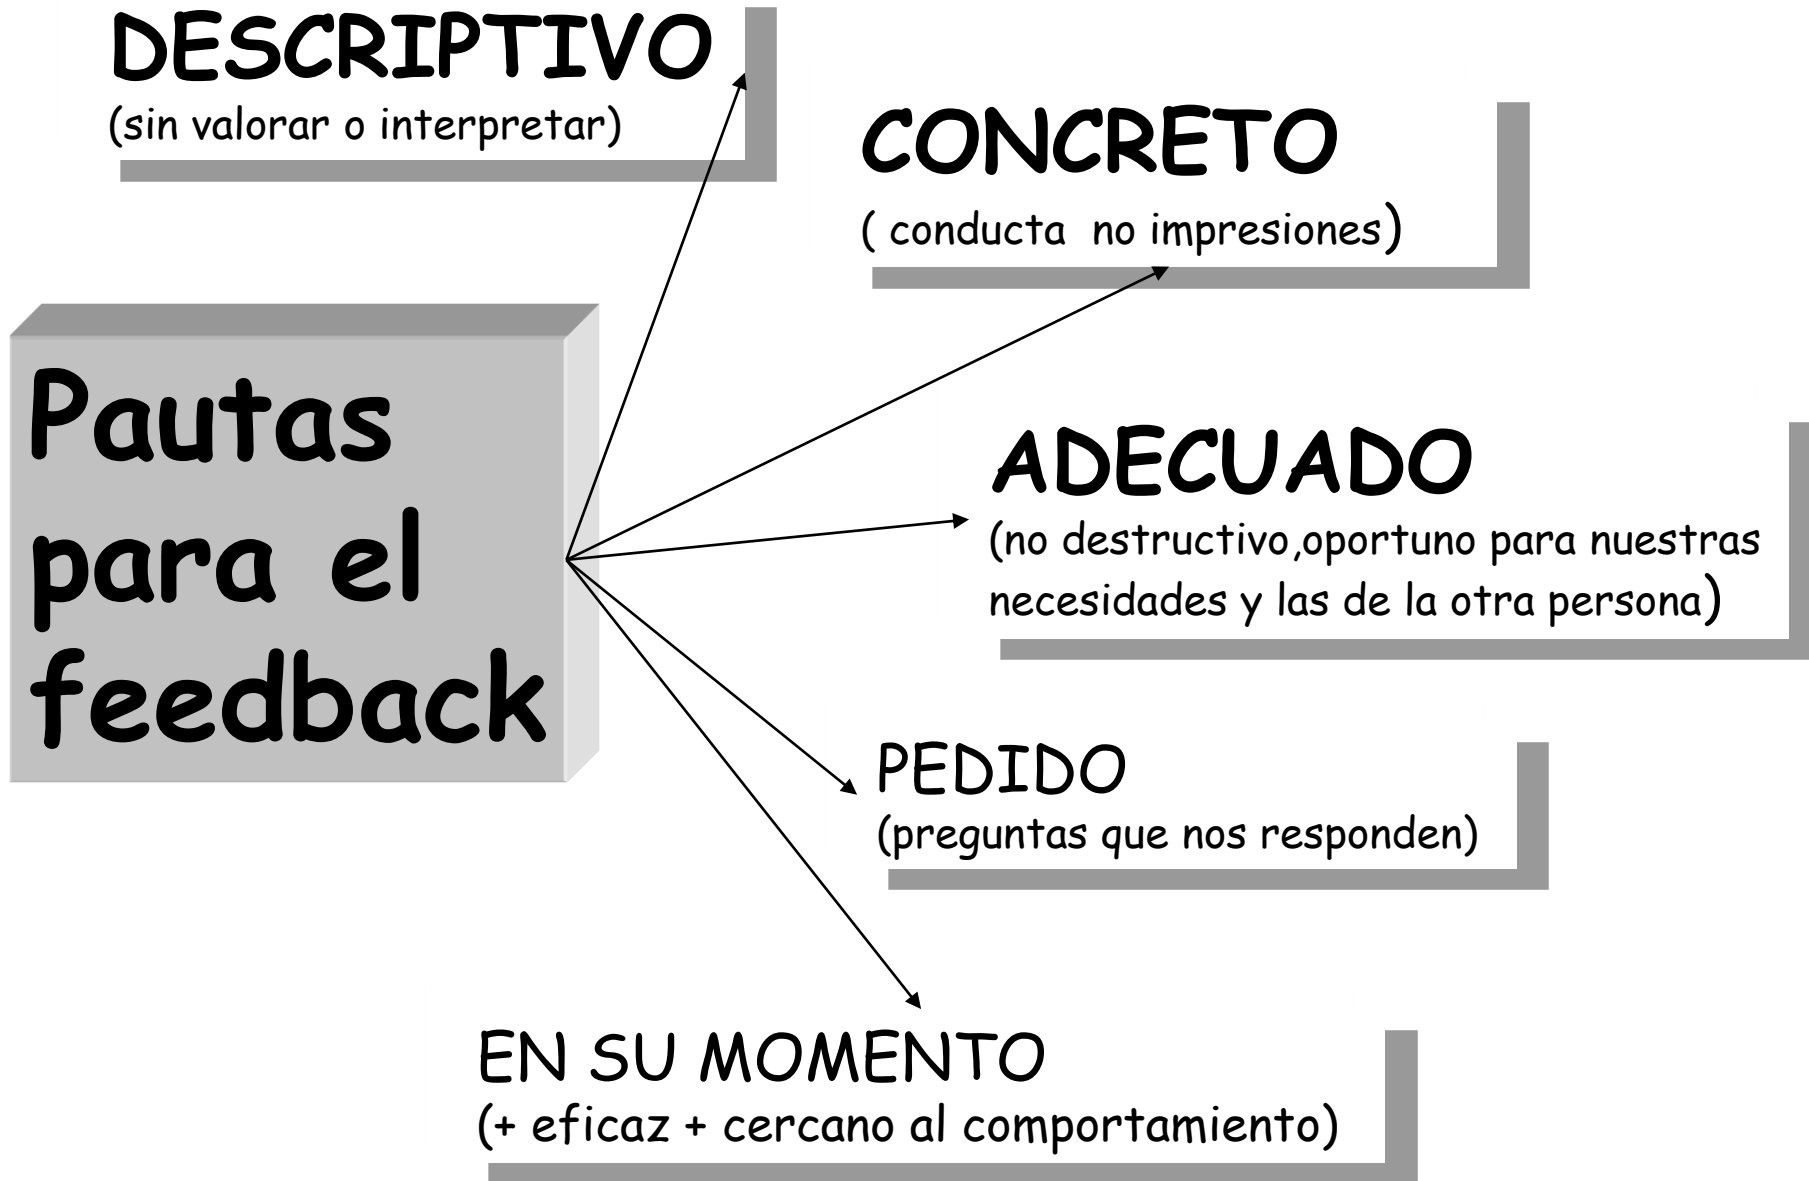 DESCRIPTIVO
(sin valorar o interpretar)
CONCRETO
( conducta  no impresiones)
Pautas
para el
feedback
ADECUADO
(no destructivo,oportuno para nuestras
necesidades y las de la otra persona)
PEDIDO
(preguntas que nos responden)
EN SU MOMENTO
(+ eficaz + cercano al comportamiento)